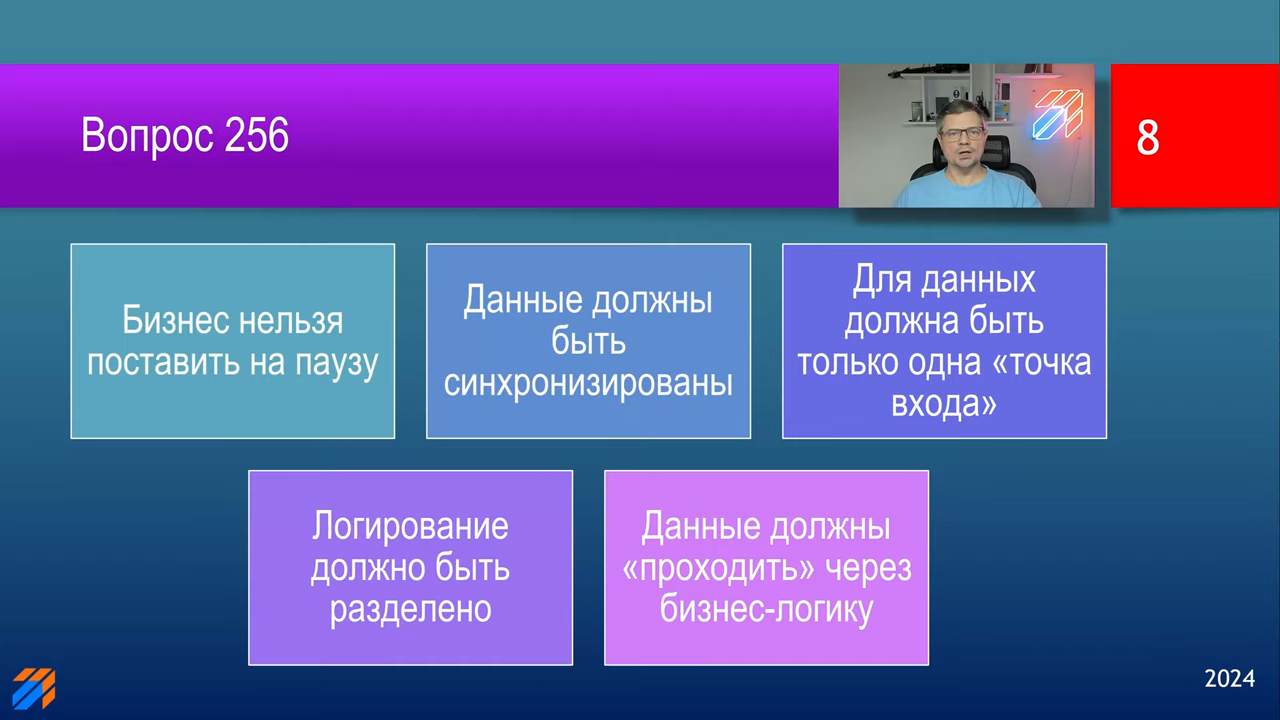 Вопрос 256
8
Бизнес нельзя
поставить на паузу
Данные должны
быть
синхронизированы
Для данных
должна быть
только одна «точка
входа»
Логирование
должно быть
разделено
Данные должны
«проходить» через
бизнес-логику
2024